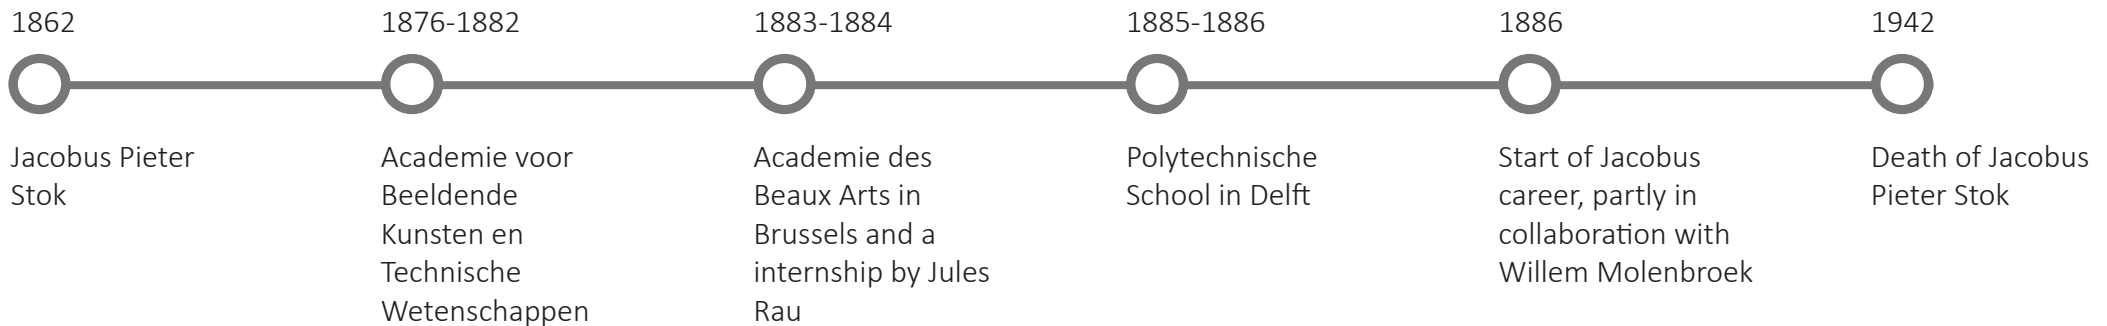 1862
Jacobus Pieter
Stok
1876-1882
Academie voor
Beeldende
Kunsten en
Technische
Wetenschappen
1883-1884
Academie des
Beaux Arts in
Brussels and a
internship by Jules
Rau
1885-1886
Polytechnische
School in Delft
1886
Start of Jacobus
career, partly in
collaboration with
Willem Molenbroek
1942
Death of Jacobus
Pieter Stok